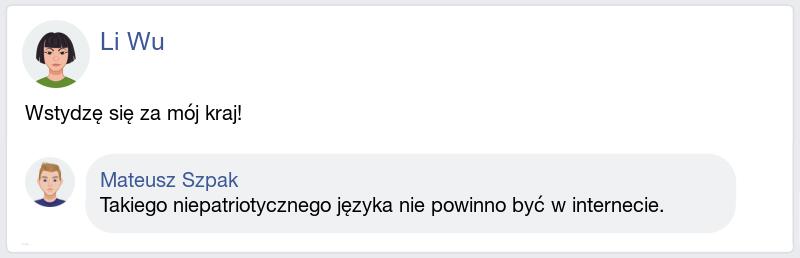 Li Wu
Wstydzę się za mój kraj!
Mateusz Szpak
Takiego niepatriotycznego języka nie powinno być w internecie.